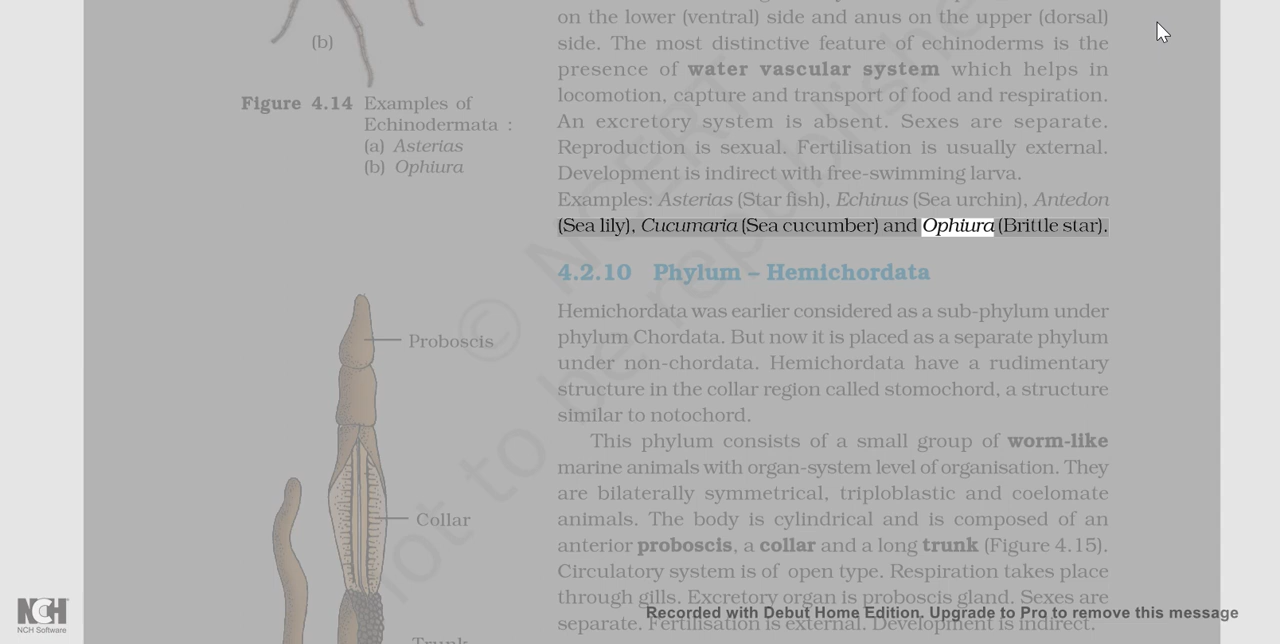 (b)
Figure 4.14 Examples of
Echinodermata :
(a) Asterias
(b) Ophiura
Proboscis
Collar
Trunk
on the lower (ventral) side and anus on the upper (dorsal)
side. The most distinctive feature of echinoderms is the
presence of water vascular system which helps in
locomotion, capture and transport of food and respiration.
An excretory system is absent. Sexes are separate.
Reproduction is sexual. Fertilisation is usually external.
Development is indirect with free-swimming larva.
Examples: Asterias (Star fish), Echinus (Sea urchin), Antedon
(Sea lily), Cucumaria (Sea cucumber) and Ophiura (Brittle star).
4.2.10 Phylum – Hemichordata
Hemichordata was earlier considered as a sub-phylum under
phylum Chordata. But now it is placed as a separate phylum
under non-chordata. Hemichordata have a rudimentary
structure in the collar region called stomochord, a structure
similar to notochord.
This phylum consists of a small group of worm-like
marine animals with organ-system level of organisation. They
are bilaterally symmetrical, triploblastic and coelomate
animals. The body is cylindrical and is composed of an
anterior proboscis, a collar and a long trunk (Figure 4.15).
Circulatory system is of open type. Respiration takes place
through gills. Excretory organ is proboscis gland. Sexes are
separate. Fertilisation is external. Development is indirect.
© NCERT
not to be republished
NCH
NCH Software
Recorded with Debut Home Edition. Upgrade to Pro to remove this message